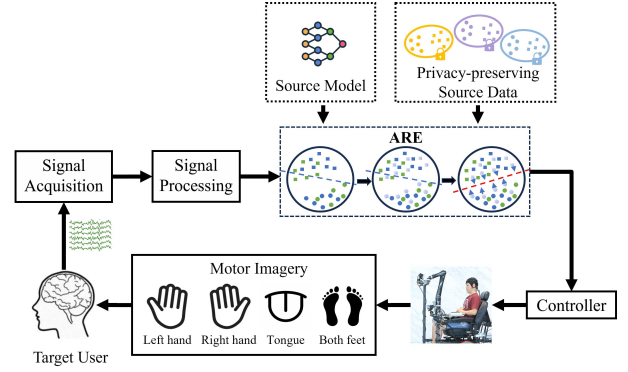 Source Model
Privacy-preserving
Source Data
ARE
Signal
Acquisition
Signal
Processing
Motor Imagery
Left hand
Right hand
Tongue
Both feet
Controller
Target User